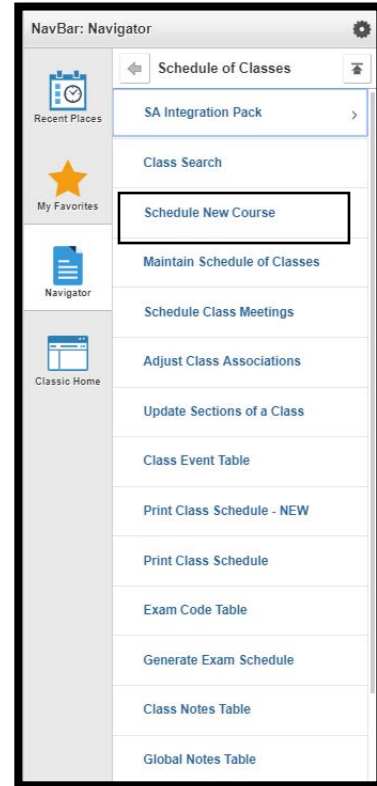 NavBar: Navigator
Recent Places
My Favorites
Navigator
Classic Home
Schedule of Classes
SA Integration Pack
Class Search
Schedule New Course
Maintain Schedule of Classes
Schedule Class Meetings
Adjust Class Associations
Update Sections of a Class
Class Event Table
Print Class Schedule - NEW
Print Class Schedule
Exam Code Table
Generate Exam Schedule
Class Notes Table
Global Notes Table